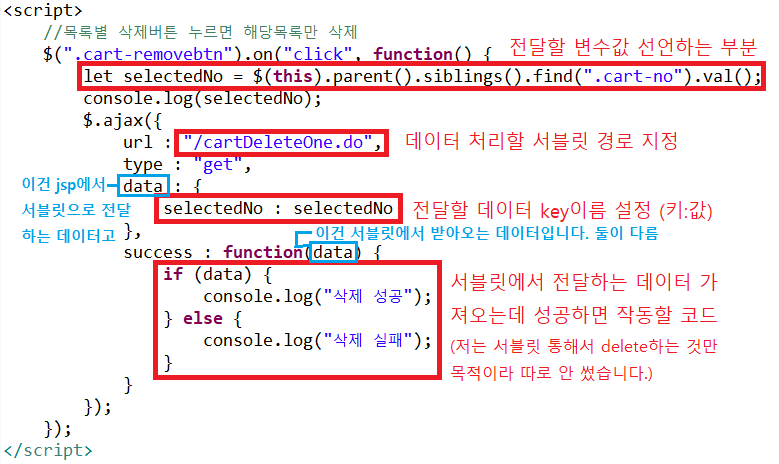 <script>
//목록별 삭제버튼 누르면 해당목록만 삭제
$(".cart-removebtn").on("click", function() {
전달할 변수값 선언하는 부분
let selectedNo = $(this).parent().siblings().find(".cart-no").val();
console.log(selectedNo);
$.ajax({
url : "/cartDeleteOne.do",
데이터 처리할 서블릿 경로 지정
type : "get",
이건 jsp에서
서블릿으로 전달
하는 데이터고
data : {
selectedNo : selectedNo
전달할 데이터 key이름 설정 (키:값)
},
이건 서블릿에서 받아오는 데이터입니다. 둘이 다름
success : function(data) {
if (data) {
console.log("삭제 성공");
} else {
console.log("삭제 실패");
}
서블릿에서 전달하는 데이터 가
져오는데 성공하면 작동할 코드
(저는 서블릿 통해서 delete하는 것만
목적이라 따로 안 썼습니다.)
}
});
});
</script>